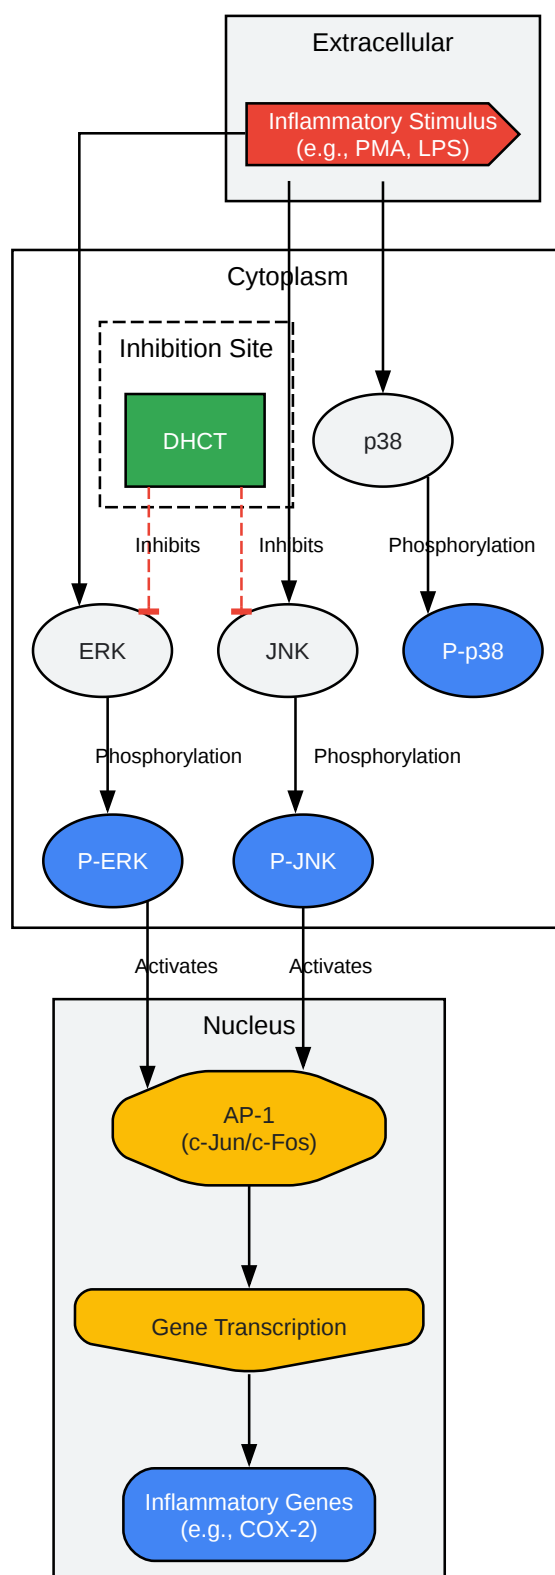 Extracellular
Inflammatory Stimulus
(e.g., PMA, LPS)
Cytoplasm
Inhibition Site
DHCT
p38
Inhibits
Inhibits
Phosphorylation
ERK
JNK
P-p38
Phosphorylation
Phosphorylation
P-ERK
P-JNK
Activates
Activates
Nucleus
AP-1
(c-Jun/c-Fos)
Gene Transcription
Inflammatory Genes
(e.g., COX-2)